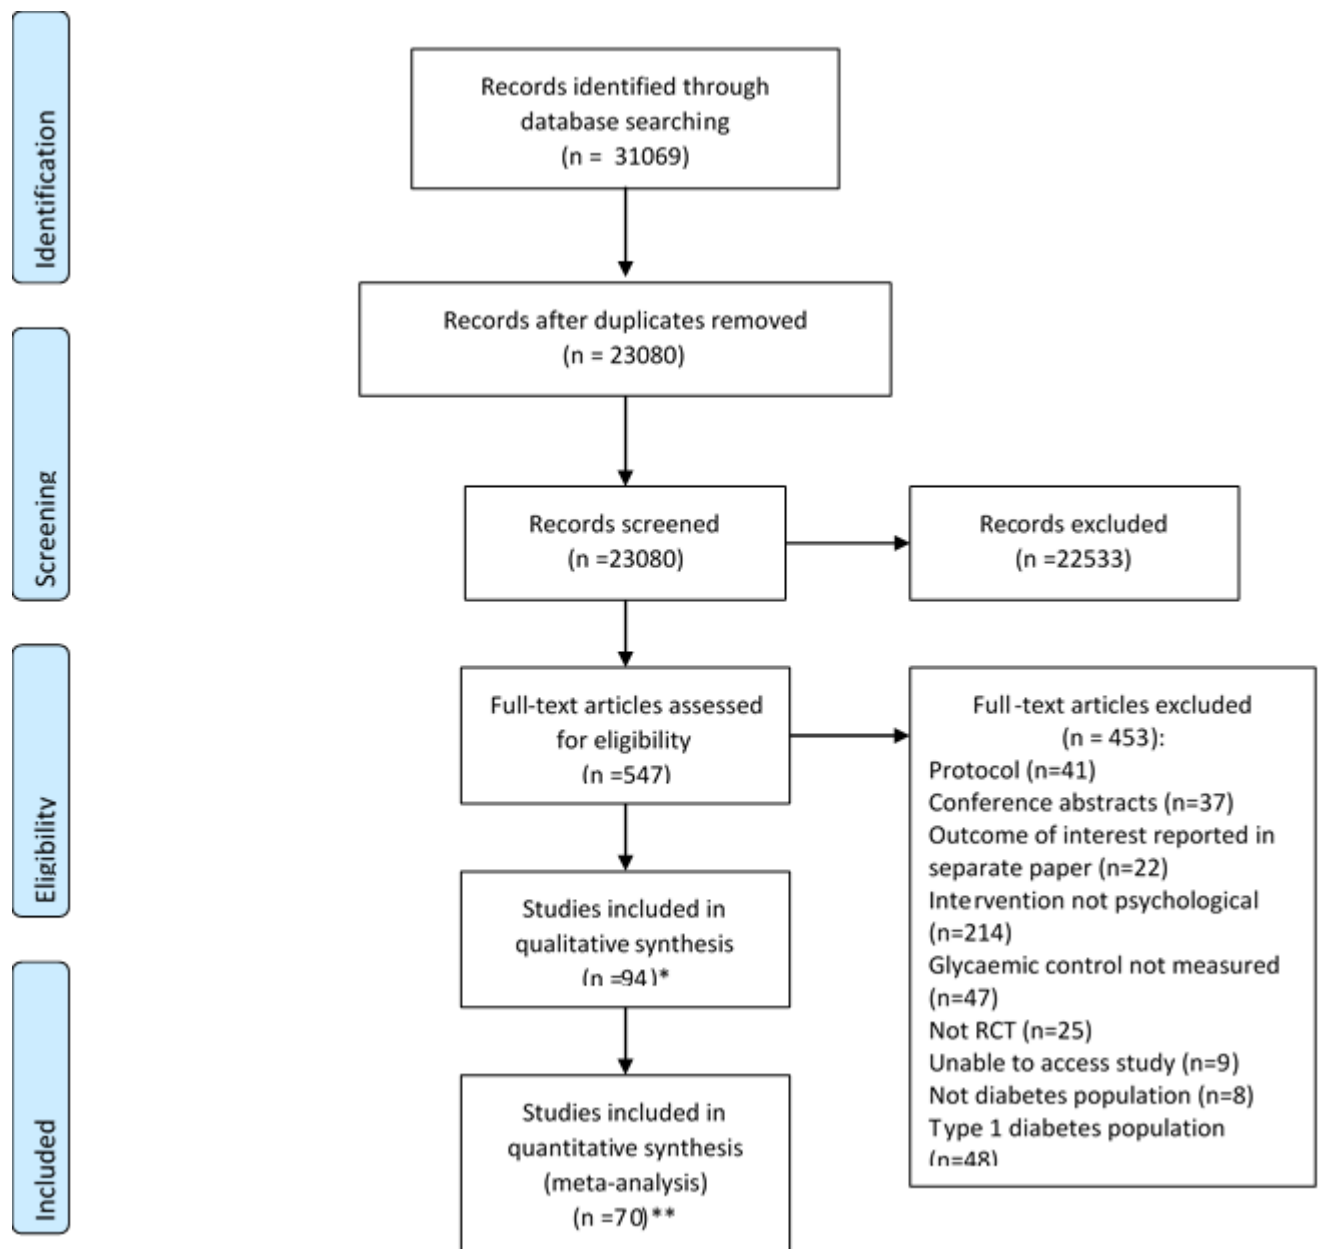 Identification
Records identified through
database searching
(n = 31069)
Records after duplicates removed
(n = 23080)
Screening
Records screened
(n =23080)
Records excluded
(n =22533)
Eligibility
Full-text articles assessed
for eligibility
(n =547)
Full-text articles excluded
(n = 453):
Protocol (n=41)
Conference abstracts (n=37)
Outcome of interest reported in
separate paper (n=22)
Intervention not psychological
(n=214)
Glycaemic control not measured
(n=47)
Not RCT (n=25)
Unable to access study (n=9)
Not diabetes population (n=8)
Type 1 diabetes population
(n=48)
Studies included in
qualitative synthesis
(n =94)*
Included
Studies included in
quantitative synthesis
(meta-analysis)
(n =70)**